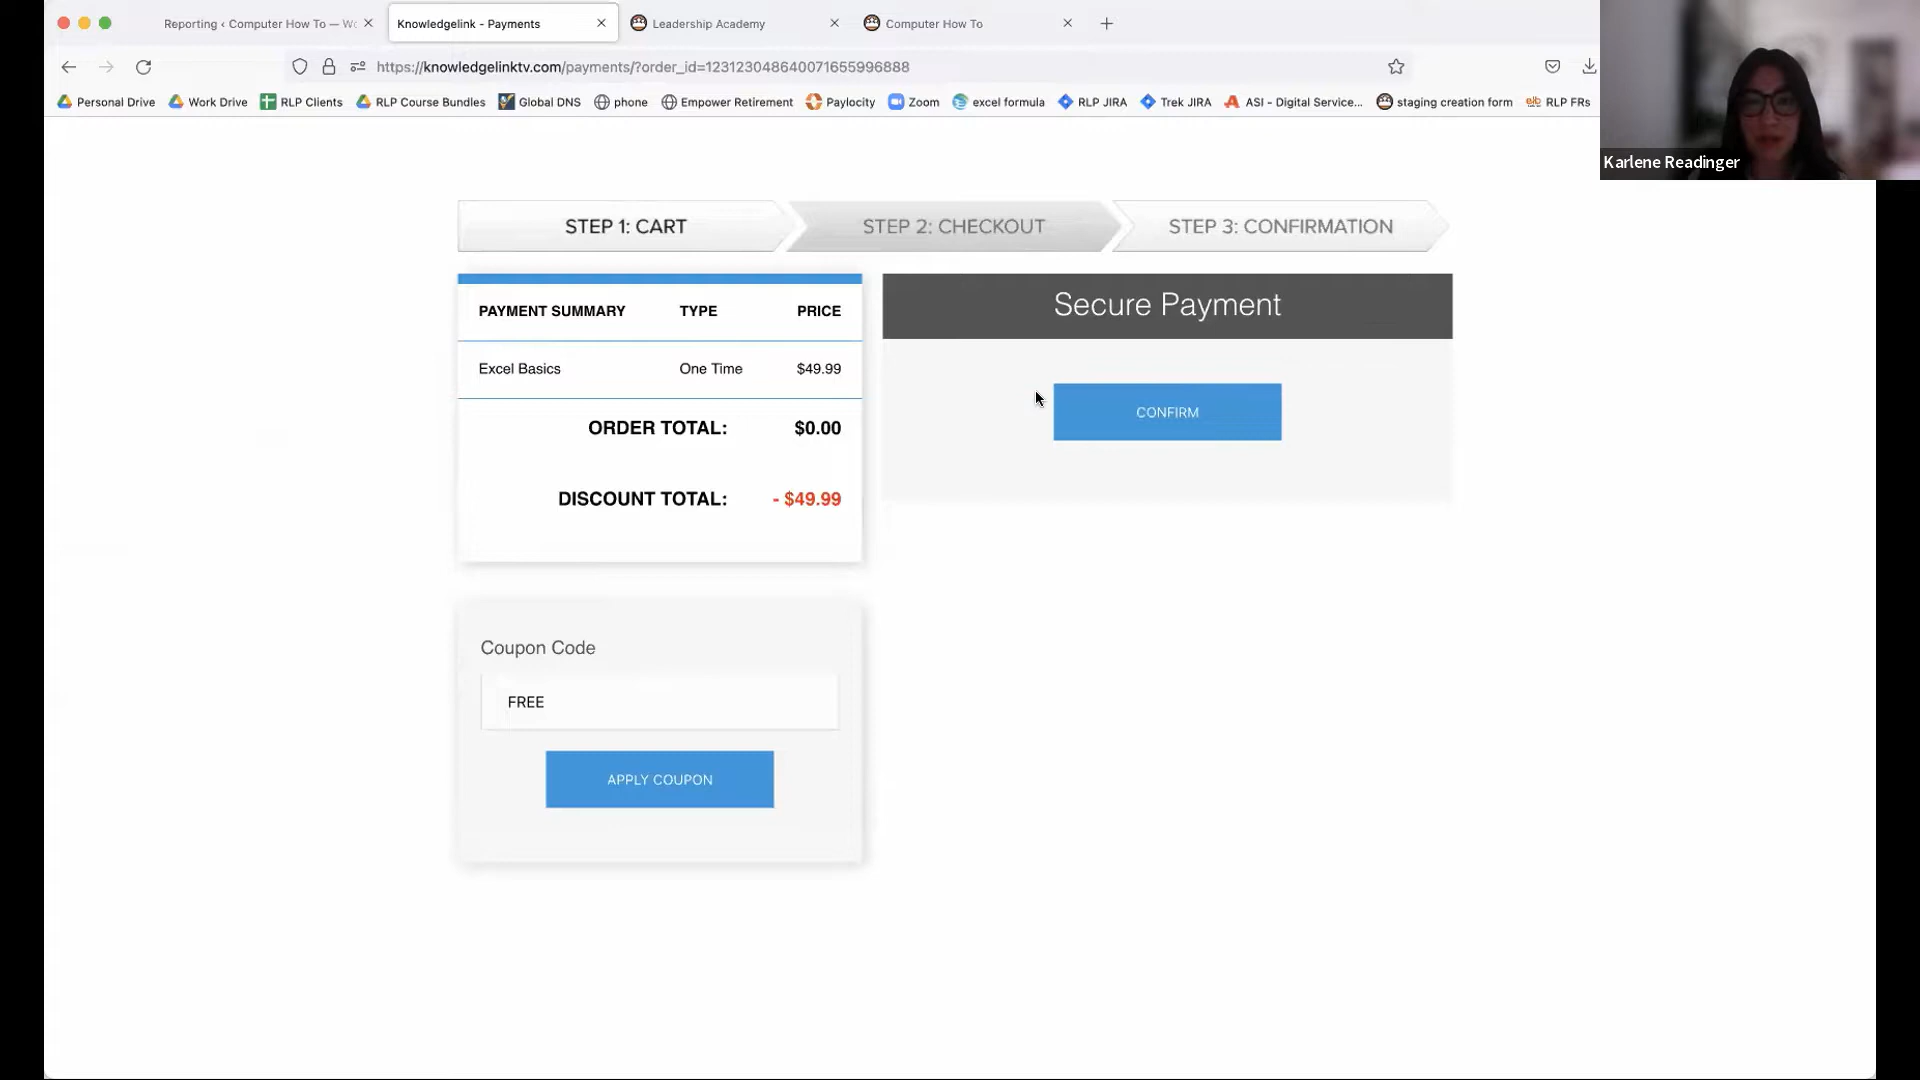 Reporting ‹ Computer How To — Wo
Knowledgelink - Payments
Leadership Academy
Computer How To
https://knowledgelinktv.com/payments/?order_id=123123048640071655996888
Personal Drive
Work Drive
RLP Clients
RLP Course Bundles
Global DNS
phone
Empower Retirement
Paylocity
Zoom
excel formula
RLP JIRA
Trek JIRA
ASI - Digital Service...
staging creation form
RLP FRs
Karlene Readinger
STEP 1: CART
STEP 2: CHECKOUT
STEP 3: CONFIRMATION
PAYMENT SUMMARY TYPE PRICE
Excel Basics One Time $49.99
ORDER TOTAL: $0.00
DISCOUNT TOTAL: - $49.99
Secure Payment
CONFIRM
Coupon Code
FREE
APPLY COUPON